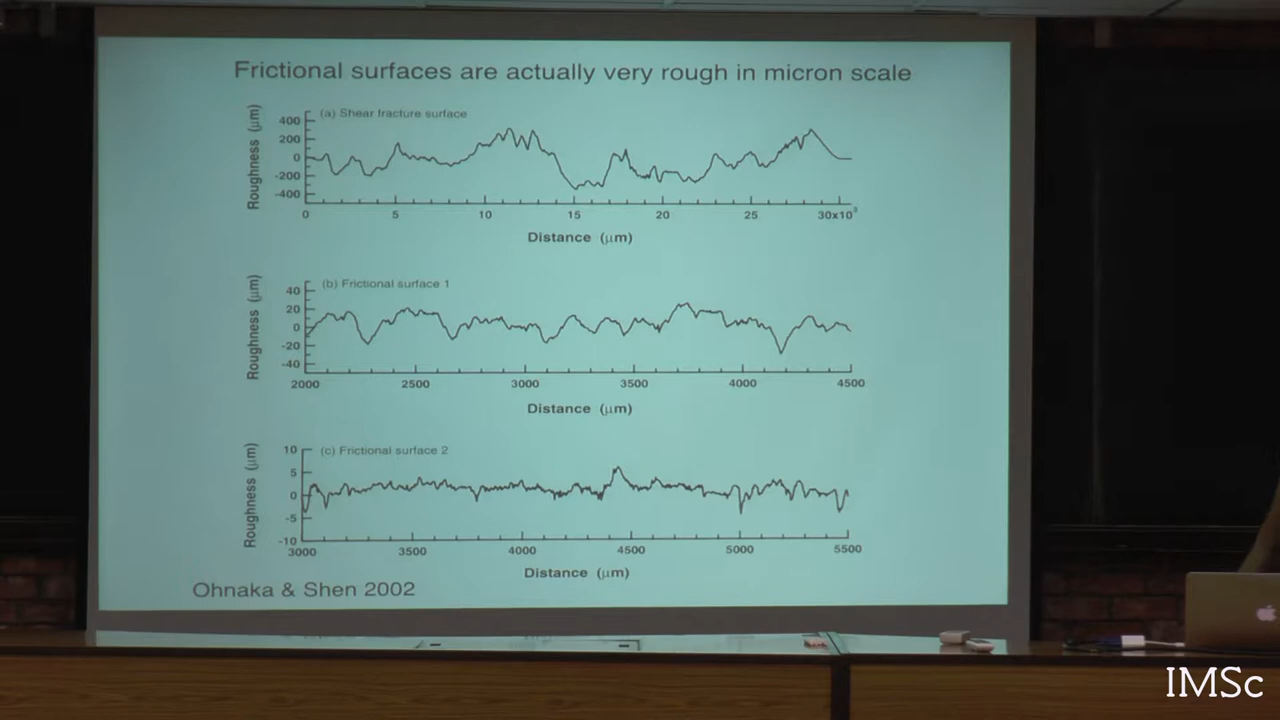 Frictional surfaces are actually very rough in micron scale
(a) Shear fracture surface
Roughness (μm)
400
200
0
-200
-400
0 5 10 15 20 25 30x10³
Distance (μm)
(b) Frictional surface 1
Roughness (μm)
40
20
0
-20
-40
2000 2500 3000 3500 4000 4500
Distance (μm)
(c) Frictional surface 2
Roughness (μm)
10
5
0
-5
-10
3000 3500 4000 4500 5000 5500
Distance (μm)
Ohnaka & Shen 2002
IMSc